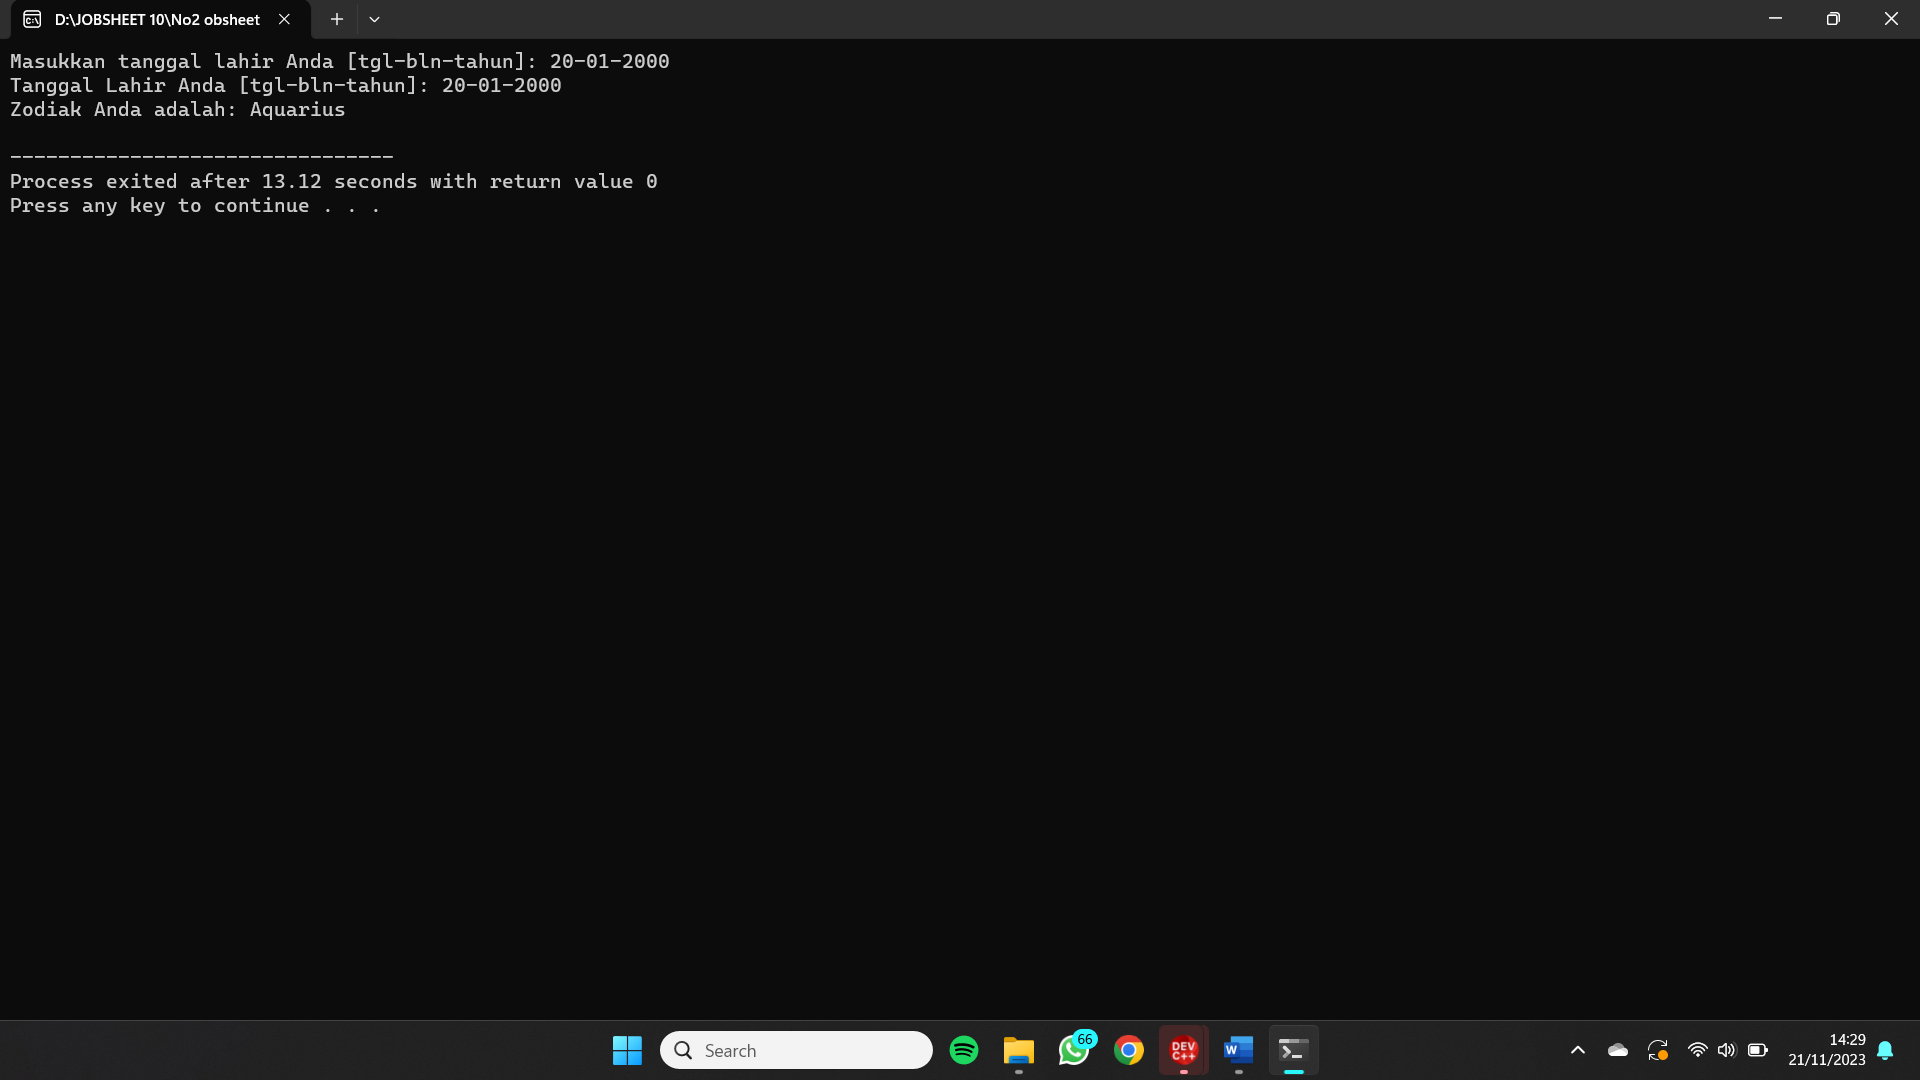 D:\JOBSHEET 10\No2 obsheet
Masukkan tanggal lahir Anda [tgl-bln-tahun]: 20-01-2000
Tanggal Lahir Anda [tgl-bln-tahun]: 20-01-2000
Zodiak Anda adalah: Aquarius
--------------------------------
Process exited after 13.12 seconds with return value 0
Press any key to continue . . .
Search
66
DEV C++
W
14:29
21/11/2023